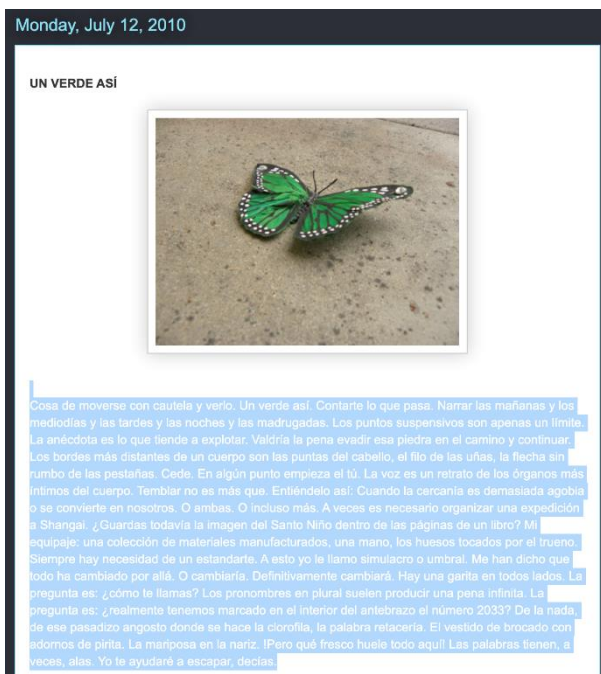 Monday, July 12, 2010
UN VERDE ASÍ
Cosa de moverse con cautela y verlo. Un verde así. Contarte lo que pasa. Narrar las mañanas y los
mediodías y las tardes y las noches y las madrugadas. Los puntos suspensivos son apenas un límite.
La anécdota es lo que tiende a explotar. Valdría la pena evadir esa piedra en el camino y continuar.
Los bordes más distantes de un cuerpo son las puntas del cabello, el filo de las uñas, la flecha sin
rumbo de las pestañas. Cede. En algún punto empieza el tú. La voz es un retrato de los órganos más
íntimos del cuerpo. Temblar no es más que. Entiéndelo así: Cuando la cercanía es demasiada agobia
o se convierte en nosotros. O ambas. O incluso más. A veces es necesario organizar una expedición
a Shangai. ¿Guardas todavía la imagen del Santo Niño dentro de las páginas de un libro? Mi
equipaje: una colección de materiales manufacturados, una mano, los huesos tocados por el trueno.
Siempre hay necesidad de un estandarte. A esto yo le llamo simulacro o umbral. Me han dicho que
todo ha cambiado por allá. O cambiaría. Definitivamente cambiará. Hay una garita en todos lados. La
pregunta es: ¿cómo te llamas? Los pronombres en plural suelen producir una pena infinita. La
pregunta es: ¿realmente tenemos marcado en el interior del antebrazo el número 2033? De la nada,
de ese pasadizo angosto donde se hace la clorofila, la palabra retacería. El vestido de brocado con
adornos de pirita. La mariposa en la nariz. !Pero qué fresco huele todo aquí! Las palabras tienen, a
veces, alas. Yo te ayudaré a escapar, decías.